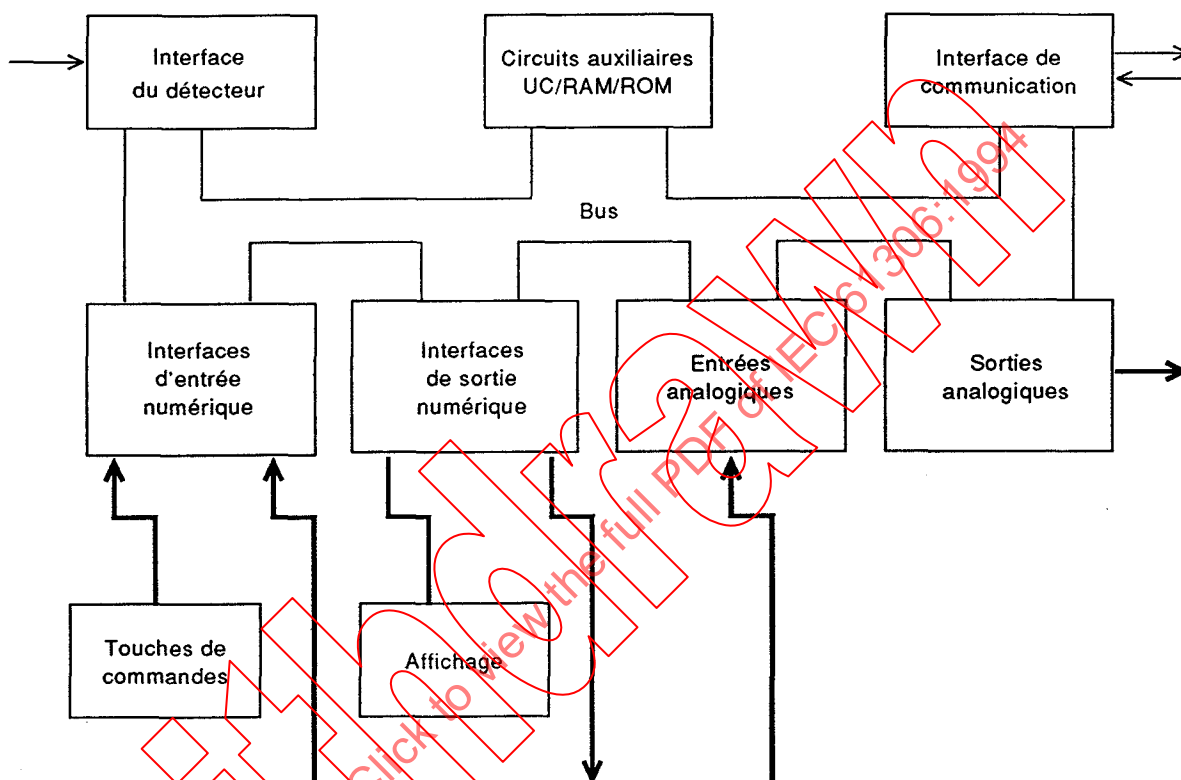 Interface
du détecteur
Circuits auxiliaires
UC/RAM/ROM
Interface de
communication
Bus
Interfaces
d'entrée
numérique
Interfaces
de sortie
numérique
Entrées
analogiques
Sorties
analogiques
Touches de
commandes
Affichage
Click to view the full PDF of IEC 61306:1994